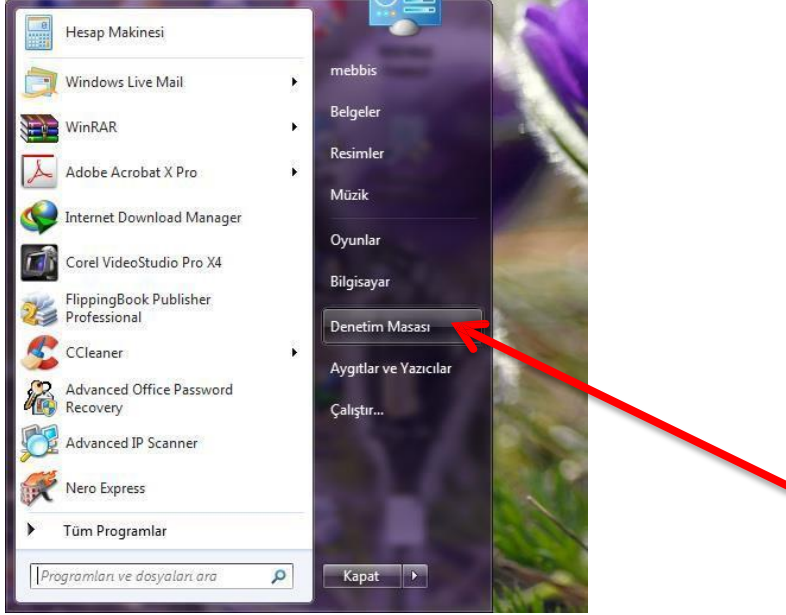 Hesap Makinesi
Windows Live Mail
WinRAR
Adobe Acrobat X Pro
Internet Download Manager
Corel VideoStudio Pro X4
FlippingBook Publisher
Professional
CCleaner
Advanced Office Password
Recovery
Advanced IP Scanner
Nero Express
Tüm Programlar
Programları ve dosyaları ara
mebbis
Belgeler
Resimler
Müzik
Oyunlar
Bilgisayar
Denetim Masası
Aygıtlar ve Yazıcılar
Çalıştır...
Kapat